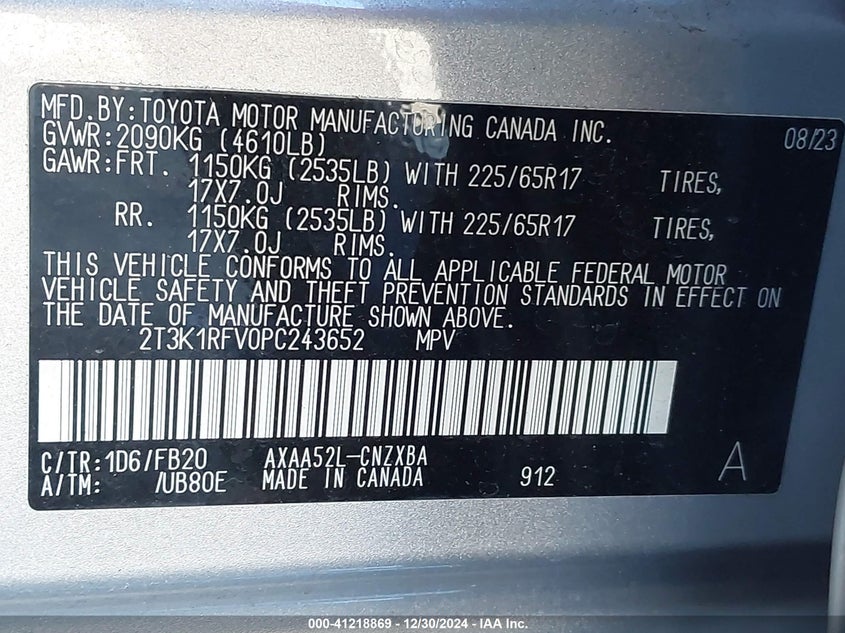 MFD.BY:TOYOTA MOTOR MANUFACTURING CANADA INC. 08/23
GVWR:2090KG (4610LB)
GAWR:FRT. 1150KG (2535LB) WITH 225/65R17 TIRES,
17X7.0J RIMS.
RR. 1150KG (2535LB) WITH 225/65R17 TIRES,
17X7.0J RIMS.
THIS VEHICLE CONFORMS TO ALL APPLICABLE FEDERAL MOTOR
VEHICLE SAFETY AND THEFT PREVENTION STANDARDS IN EFFECT ON
THE DATE OF MANUFACTURE SHOWN ABOVE.
2T3K1RFV0PC243652 MPV
C/TR:1D6/FB20 AXAA52L-CNZXBA
A/TM: /UB80E MADE IN CANADA 912 A
000-41218869 - 12/30/2024 - IAA Inc.